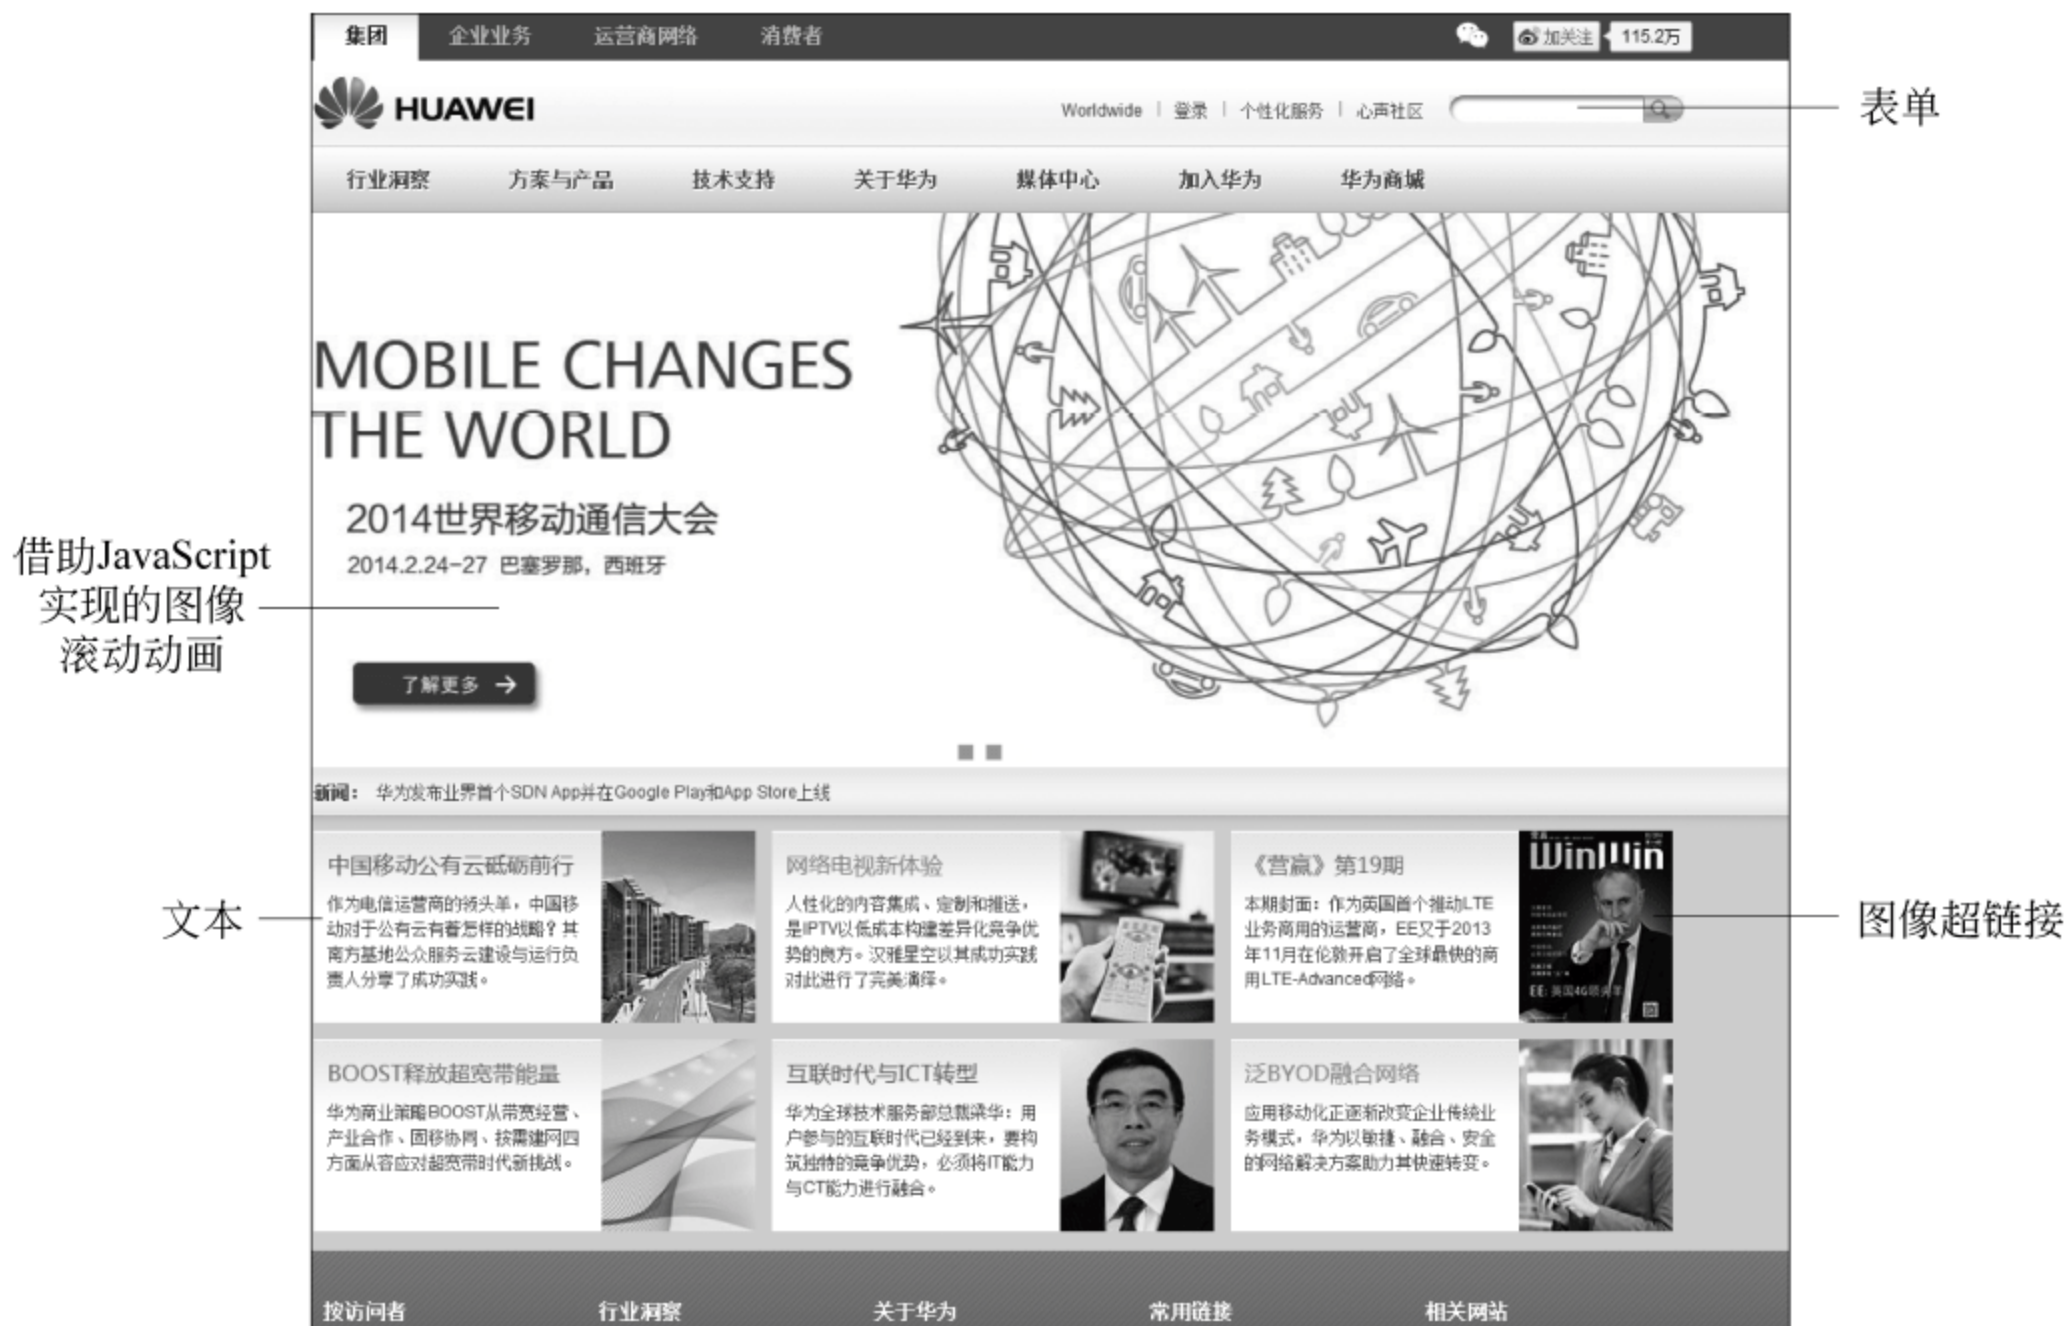 集团 企业业务 运营商网络 消费者 加关注 115.2万
HUAWEI
Worldwide 登录 个性化服务 心声社区
表单
行业洞察 方案与产品 技术支持 关于华为 媒体中心 加入华为 华为商城
MOBILE CHANGES
THE WORLD
2014世界移动通信大会
2014.2.24-27 巴塞罗那，西班牙
了解更多
借助JavaScript
实现的图像
滚动动画
新闻： 华为发布业界首个SDN App并在Google Play和App Store上线
中国移动公有云砥砺前行
作为电信运营商的领头羊，中国移
动对于公有云有着怎样的战略？其
南方基地公众服务云建设与运行负
责人分享了成功实践。
文本
网络电视新体验
人性化的内容集成、定制和推送，
是IPTV以低成本构建差异化竞争优
势的良方。汉雅星空以其成功实践
对此进行了完美演绎。
《营赢》第19期
本期封面：作为英国首个推动LTE
业务商用的运营商，EE又于2013
年11月在伦敦开启了全球最快的商
用LTE-Advanced网络。
WinWin
EE: 英国4G领头羊
图像超链接
BOOST释放超宽带能量
华为商业策略BOOST从带宽经营、
产业合作、固移协同、按需建网四
方面从容应对超宽带时代新挑战。
互联时代与ICT转型
华为全球技术服务部总裁梁华：用
户参与的互联时代已经到来，要构
筑独特的竞争优势，必须将IT能力
与CT能力进行融合。
泛BYOD融合网络
应用移动化正逐渐改变企业传统业
务模式，华为以敏捷、融合、安全
的网络解决方案助力其快速转变。
按访问者 行业洞察 关于华为 常用链接 相关网站